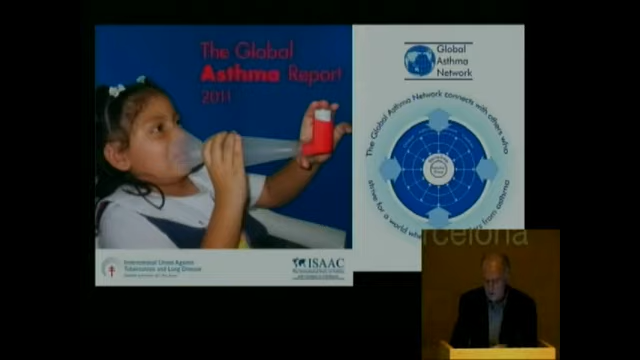 The Global
Asthma Report
2011
International Union Against
Tuberculosis and Lung Disease
ISAAC
Global
Asthma
Network
The Global Asthma Network connects with others who
strive for a world whe
from asthma
rcelona